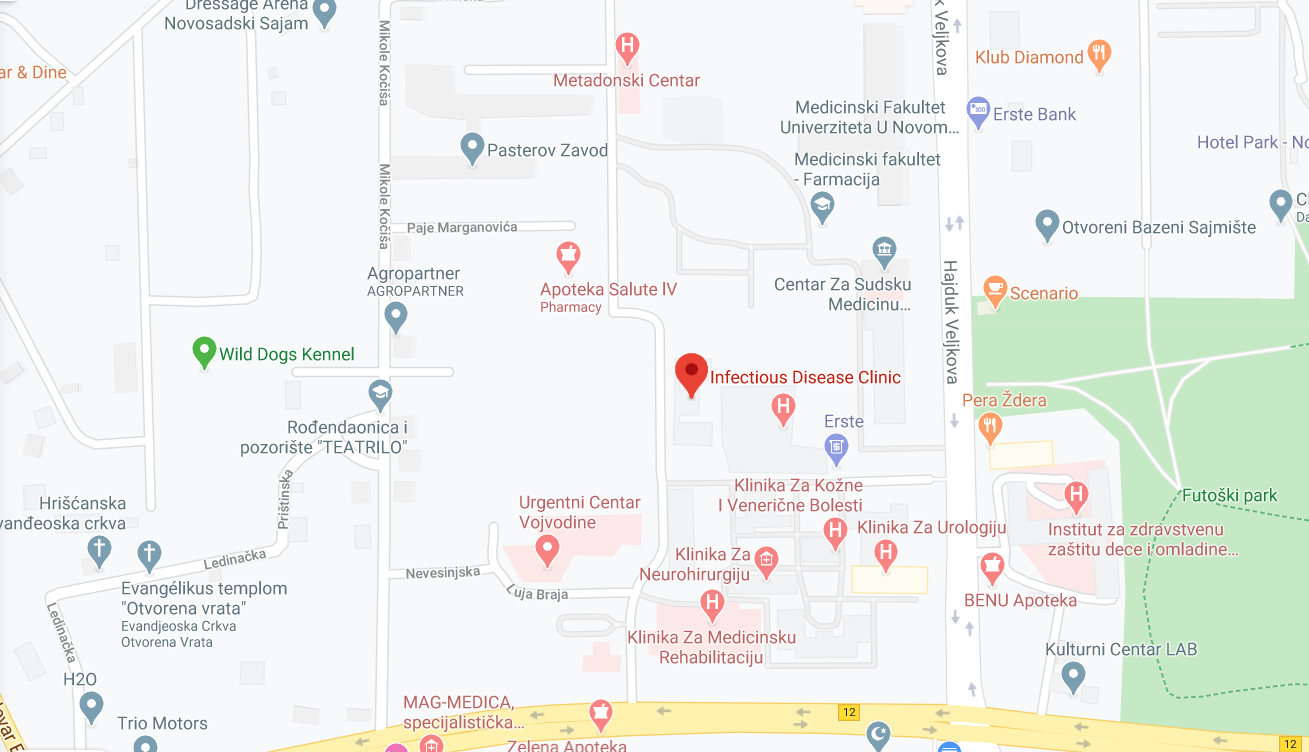 Dressage Arena
Novosadski Sajam
ar & Dine
Mikole Kočiša
Metadonski Centar
k Veljkova
Klub Diamond
Medicinski Fakultet
Univerziteta U Novom...
Erste Bank
Hotel Park - No
Pasterov Zavod
Medicinski fakultet
- Farmacija
Mikole Kočiša
Paje Marganovića
Otvoreni Bazeni Sajmište
Agropartner
AGROPARTNER
Apoteka Salute IV
Pharmacy
Centar Za Sudsku
Medicinu...
Hajduk Veljkova
Scenario
Wild Dogs Kennel
Infectious Disease Clinic
Pera Ždera
Rođendaonica i
pozorište "TEATRILO"
Erste
Klinika Za Kožne
I Venerične Bolesti
Futoški park
Hrišćanska
vanđeoska crkva
Prištinska
Urgentni Centar
Vojvodine
Klinika Za Urologiju
Institut za zdravstvenu
zaštitu dece i omladine...
Klinika Za
Neurohirurgiju
Ledinačka
Nevesinjska
Luja Braja
Evangélikus templom
"Otvorena vrata"
Evandjeoska Crkva
Otvorena Vrata
BENU Apoteka
Ledinačka
Klinika Za Medicinsku
Rehabilitaciju
Kulturni Centar LAB
H2O
MAG-MEDICA,
specijalistička...
Trio Motors
Zelena Apoteka
12
12